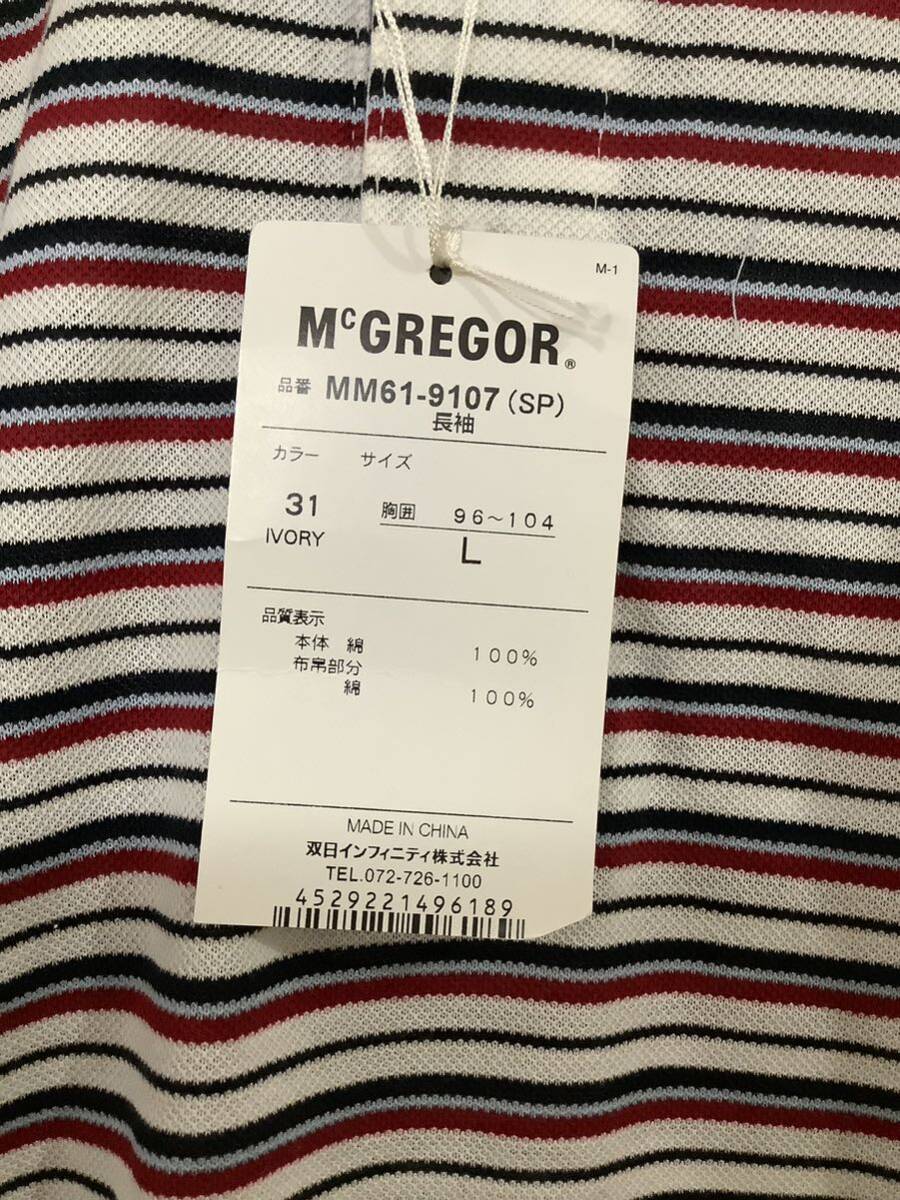 M-1
McGREGOR®
品番 MM61-9107(SP)
長袖
カラー サイズ
31 胸囲 96~104
IVORY L
品質表示
本体 綿 100%
布帛部分
綿 100%
MADE IN CHINA
双日インフィニティ株式会社
TEL.072-726-1100
4529221496189